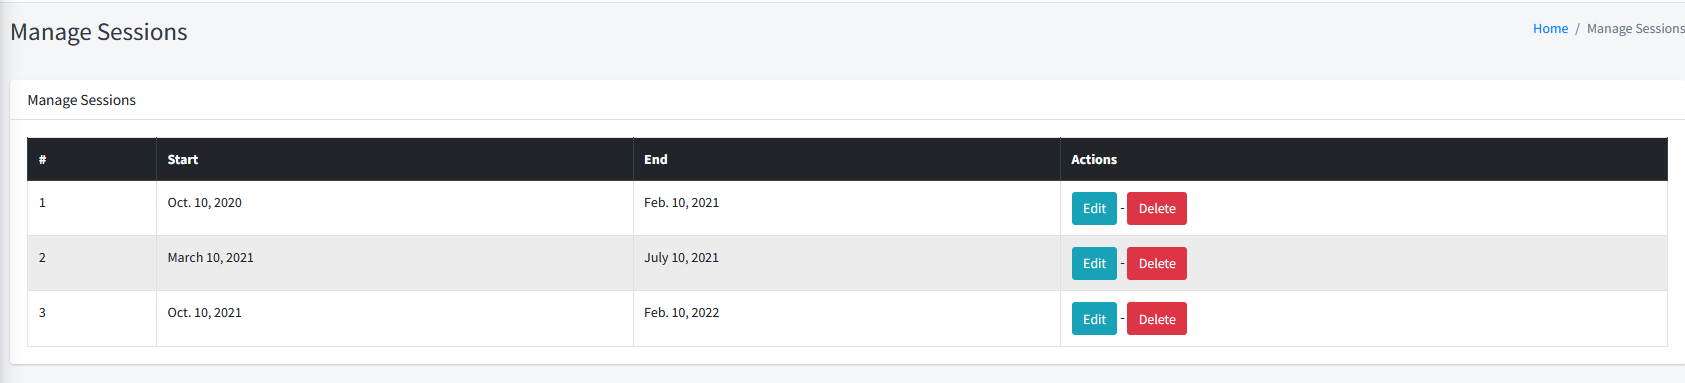 Manage Sessions
Home / Manage Sessions
Manage Sessions
# Start End Actions
1 Oct. 10, 2020 Feb. 10, 2021 Edit - Delete
2 March 10, 2021 July 10, 2021 Edit - Delete
3 Oct. 10, 2021 Feb. 10, 2022 Edit - Delete